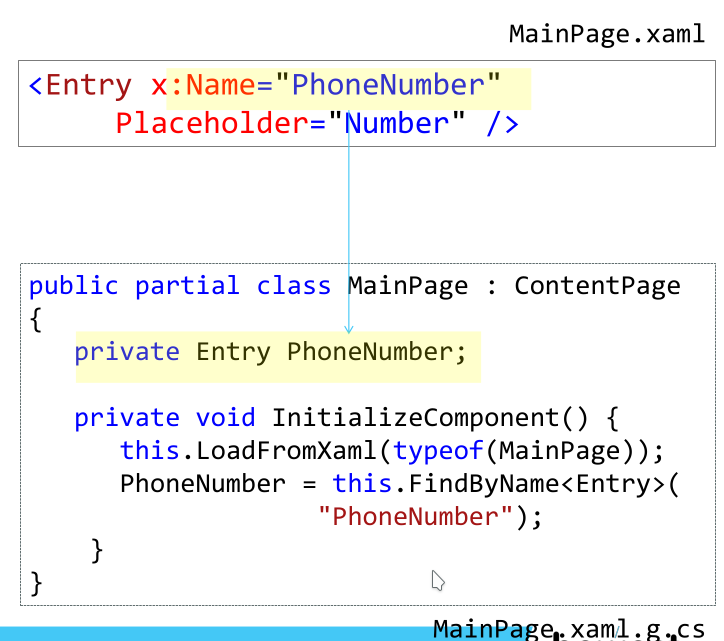 MainPage.xaml
<Entry x:Name="PhoneNumber"
Placeholder="Number" />
public partial class MainPage : ContentPage
{
private Entry PhoneNumber;
private void InitializeComponent() {
this.LoadFromXaml(typeof(MainPage));
PhoneNumber = this.FindByName<Entry>(
"PhoneNumber");
}
}
MainPage.xaml.g.cs